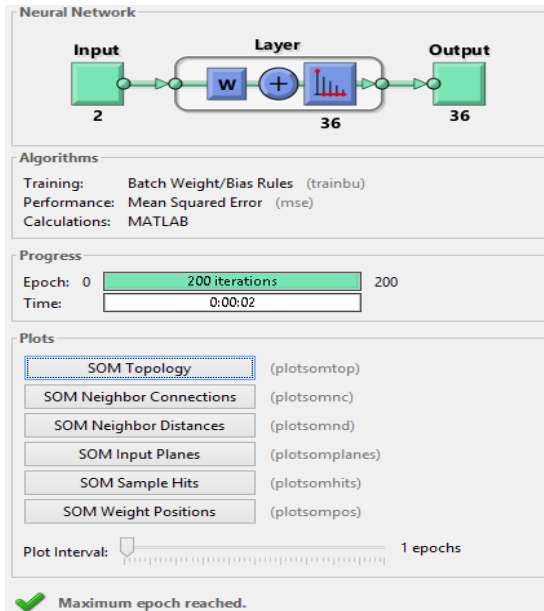 Neural Network
Input Layer Output
W +
2 36 36
Algorithms
Training: Batch Weight/Bias Rules (trainbu)
Performance: Mean Squared Error (mse)
Calculations: MATLAB
Progress
Epoch: 0 200 iterations 200
Time: 0:00:02
Plots
SOM Topology (plotsomtop)
SOM Neighbor Connections (plotsomnc)
SOM Neighbor Distances (plotsomnd)
SOM Input Planes (plotsomplanes)
SOM Sample Hits (plotsomhits)
SOM Weight Positions (plotsompos)
Plot Interval: 1 epochs
Maximum epoch reached.